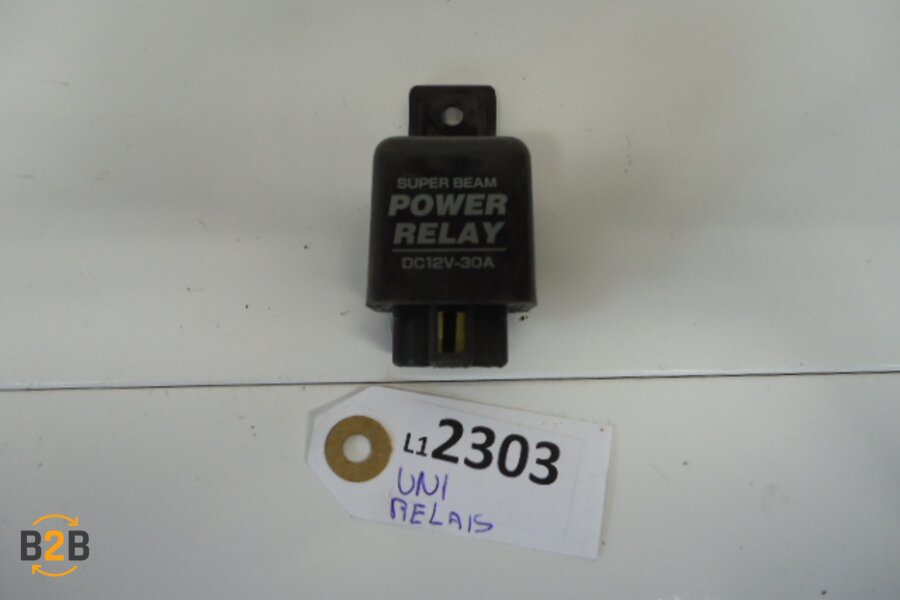 SUPER BEAM
POWER
RELAY
DC12V-30A
L1 2303
UNI
RELAIS
B2B